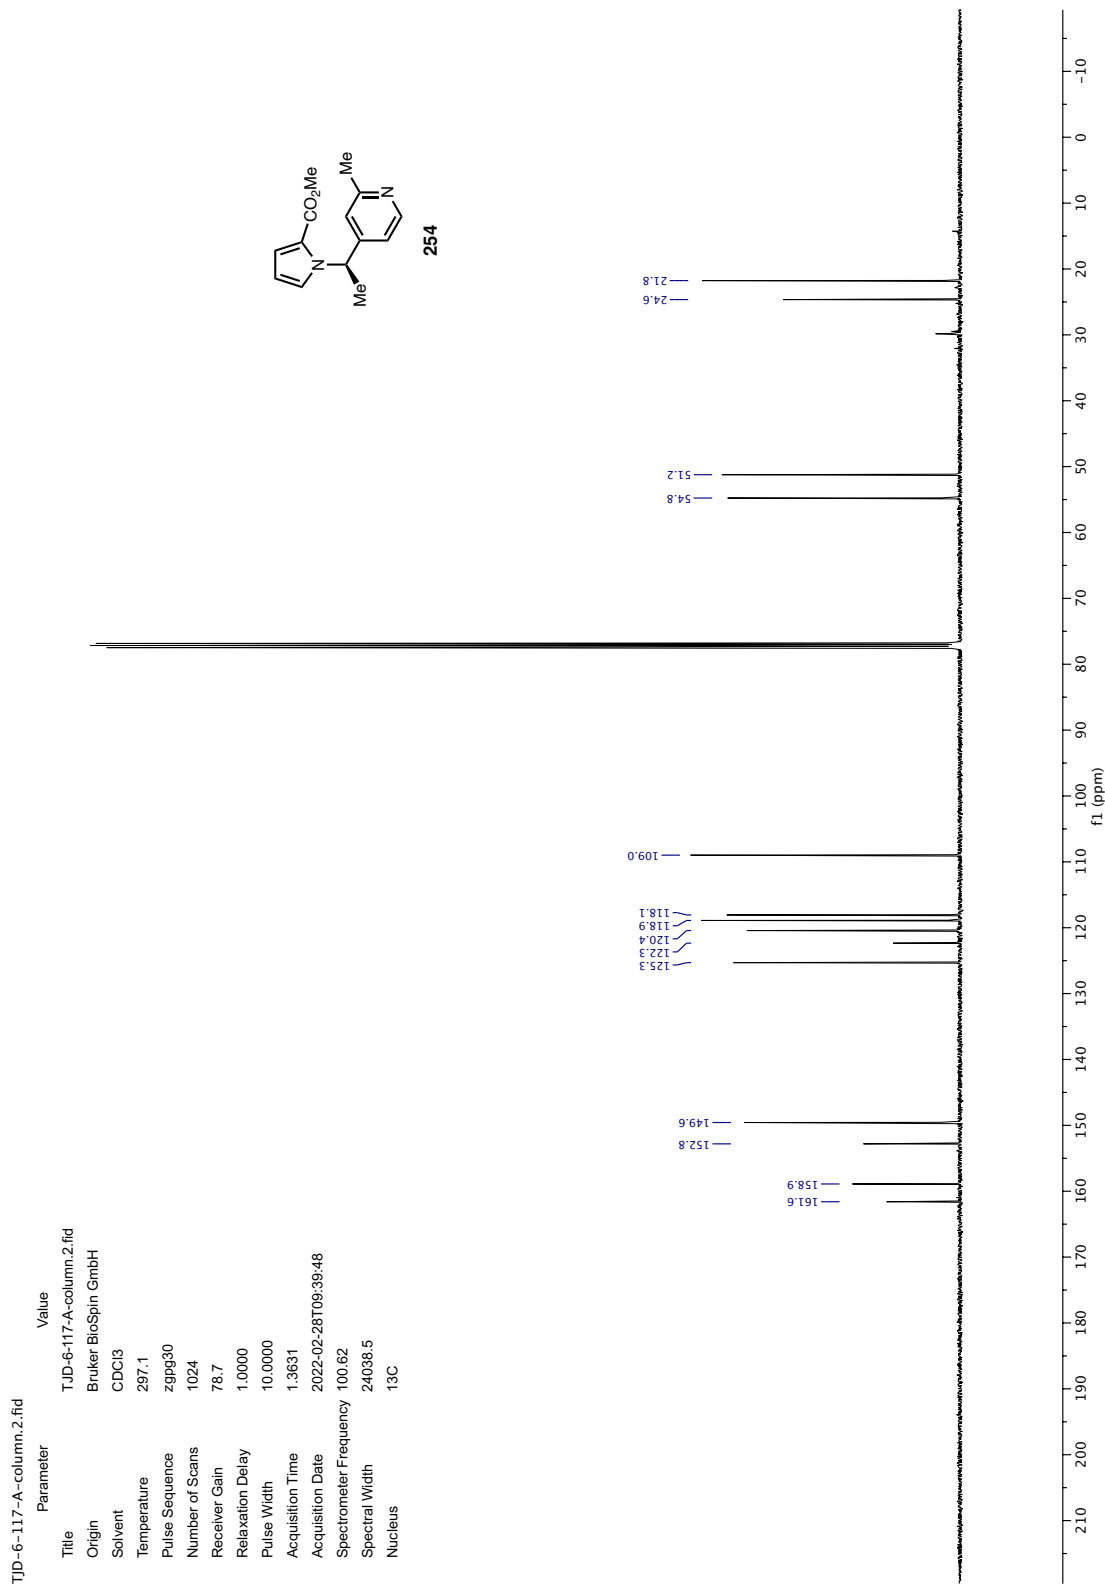 TJD-6-117-A-column.2.fid
Parameter Value
Title TJD-6-117-A-column.2.fid
Origin Bruker BioSpin GmbH
Solvent CDCl3
Temperature 297.1
Pulse Sequence zgpg30
Number of Scans 1024
Receiver Gain 78.7
Relaxation Delay 1.0000
Pulse Width 10.0000
Acquisition Time 1.3631
Acquisition Date 2022-02-28T09:39:48
Spectrometer Frequency 100.62
Spectral Width 24038.5
Nucleus 13C
CO2Me
N
Me
Me
N
254
161.6
158.9
152.8
149.6
125.3
122.3
120.4
118.9
118.1
109.0
54.8
51.2
24.6
21.8
210 200 190 180 170 160 150 140 130 120 110 100 90 80 70 60 50 40 30 20 10 0 -10
f1 (ppm)